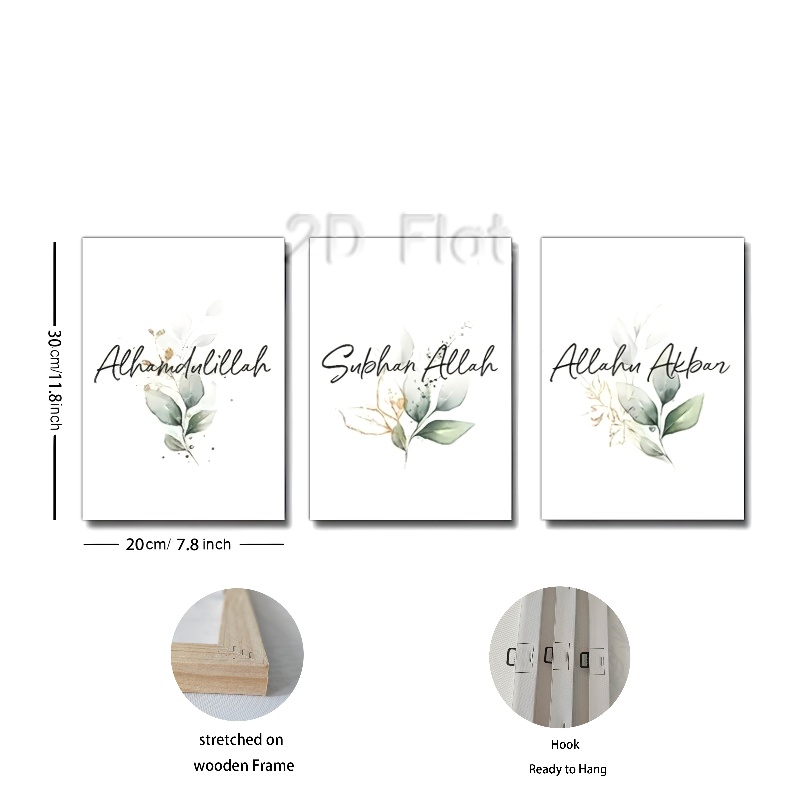 2D Flat
Alhamdulillah
Subhan Allah
Allahu Akbar
30cm/11.8inch
20cm/ 7.8 inch
stretched on
wooden Frame
Hook
Ready to Hang